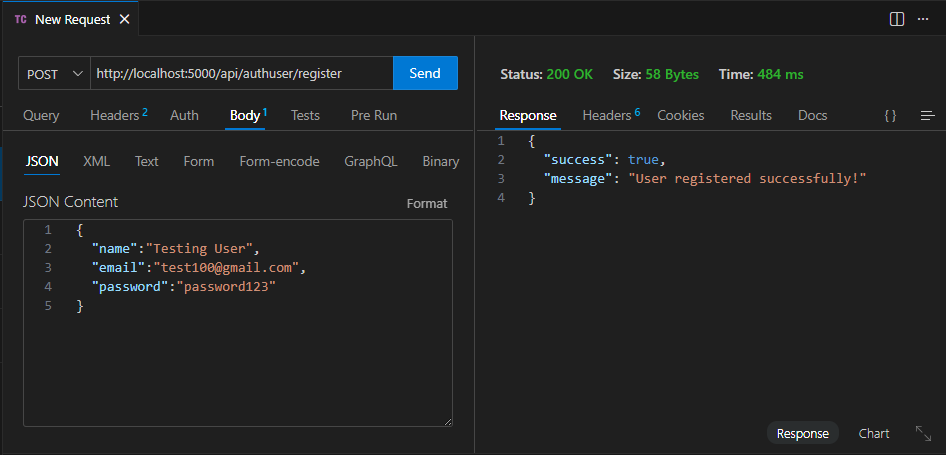 TC New Request
POST http://localhost:5000/api/authuser/register Send
Query Headers 2 Auth Body 1 Tests Pre Run
JSON XML Text Form Form-encode GraphQL Binary
JSON Content Format
1 {
2 "name":"Testing User",
3 "email":"test100@gmail.com",
4 "password":"password123"
5 }
Status: 200 OK Size: 58 Bytes Time: 484 ms
Response Headers 6 Cookies Results Docs { }
1 {
2 "success": true,
3 "message": "User registered successfully!"
4 }
Response Chart